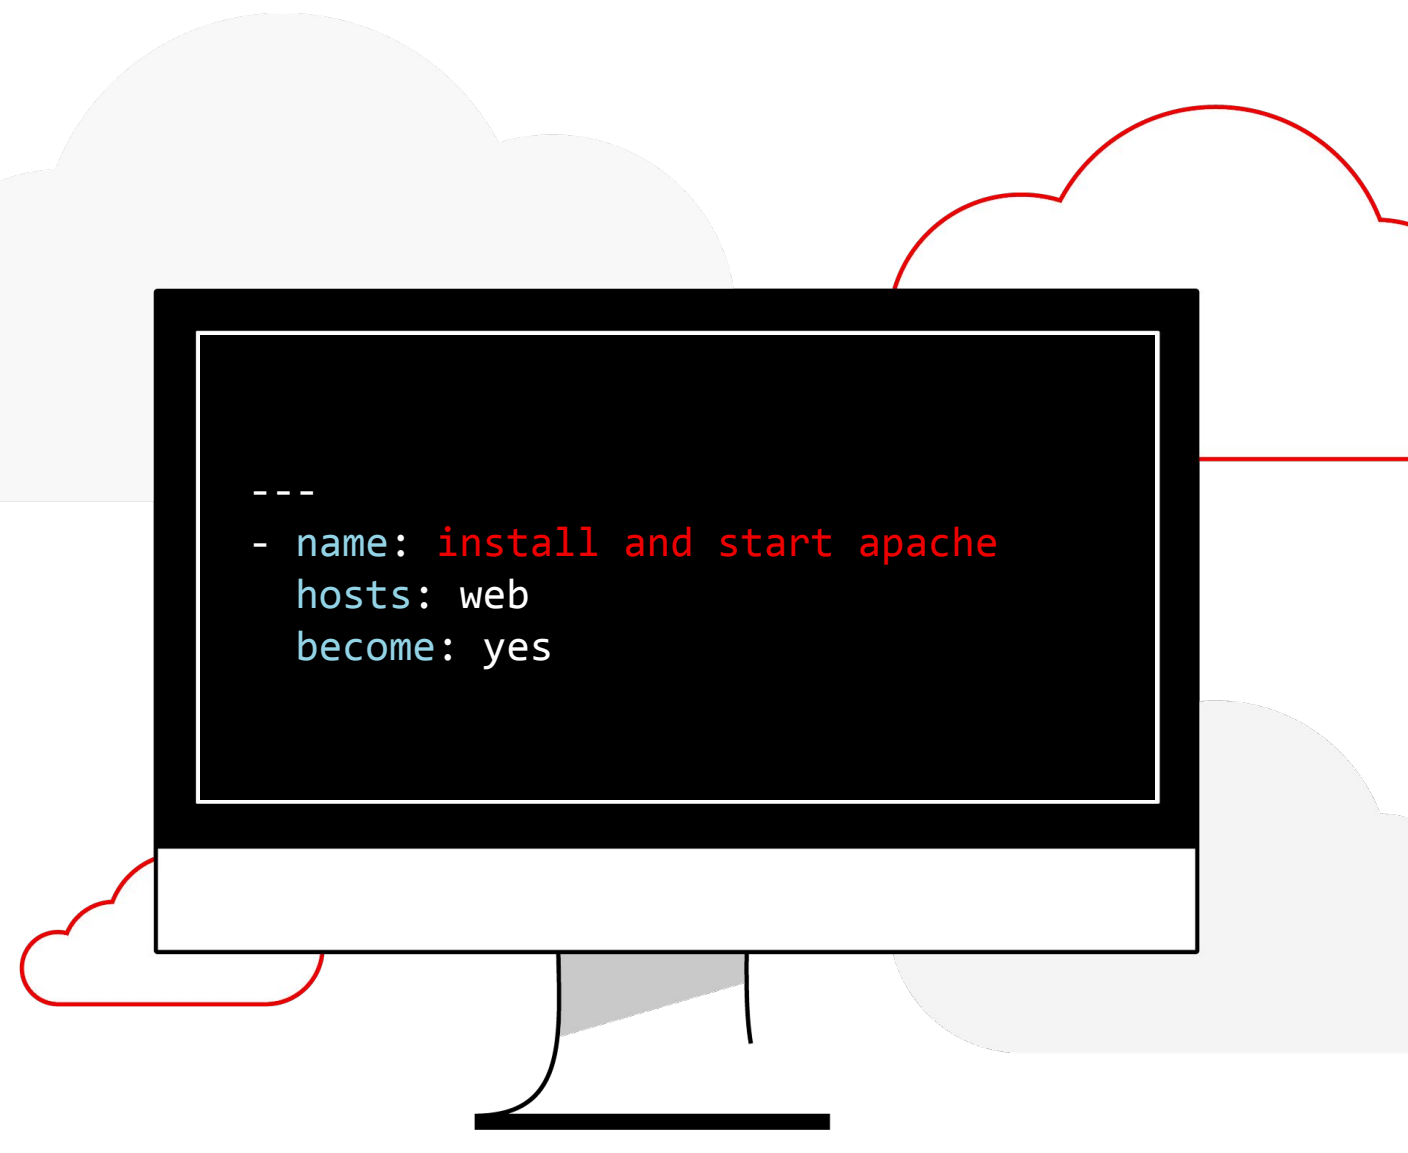 ---
- name: install and start apache
  hosts: web
  become: yes